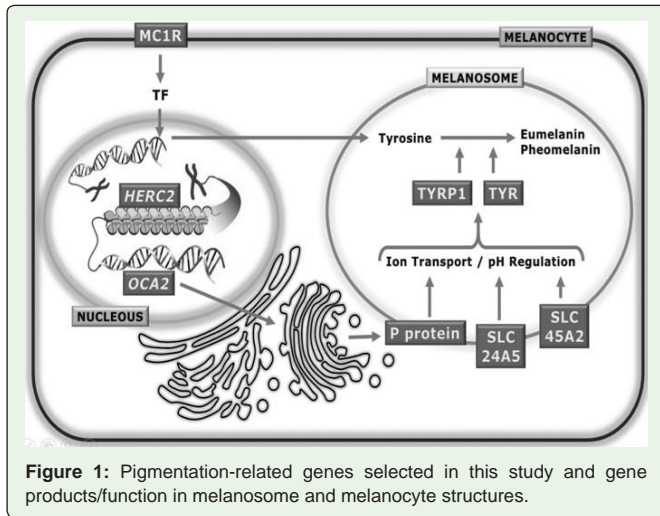 MC1R
MELANOCYTE
TF
MELANOSOME
Tyrosine
Eumelanin
Pheomelanin
HERC2
TYRP1
TYR
Ion Transport / pH Regulation
OCA2
NUCLEOUS
P protein
SLC
24A5
SLC
45A2
Figure 1: Pigmentation-related genes selected in this study and gene
products/function in melanosome and melanocyte structures.